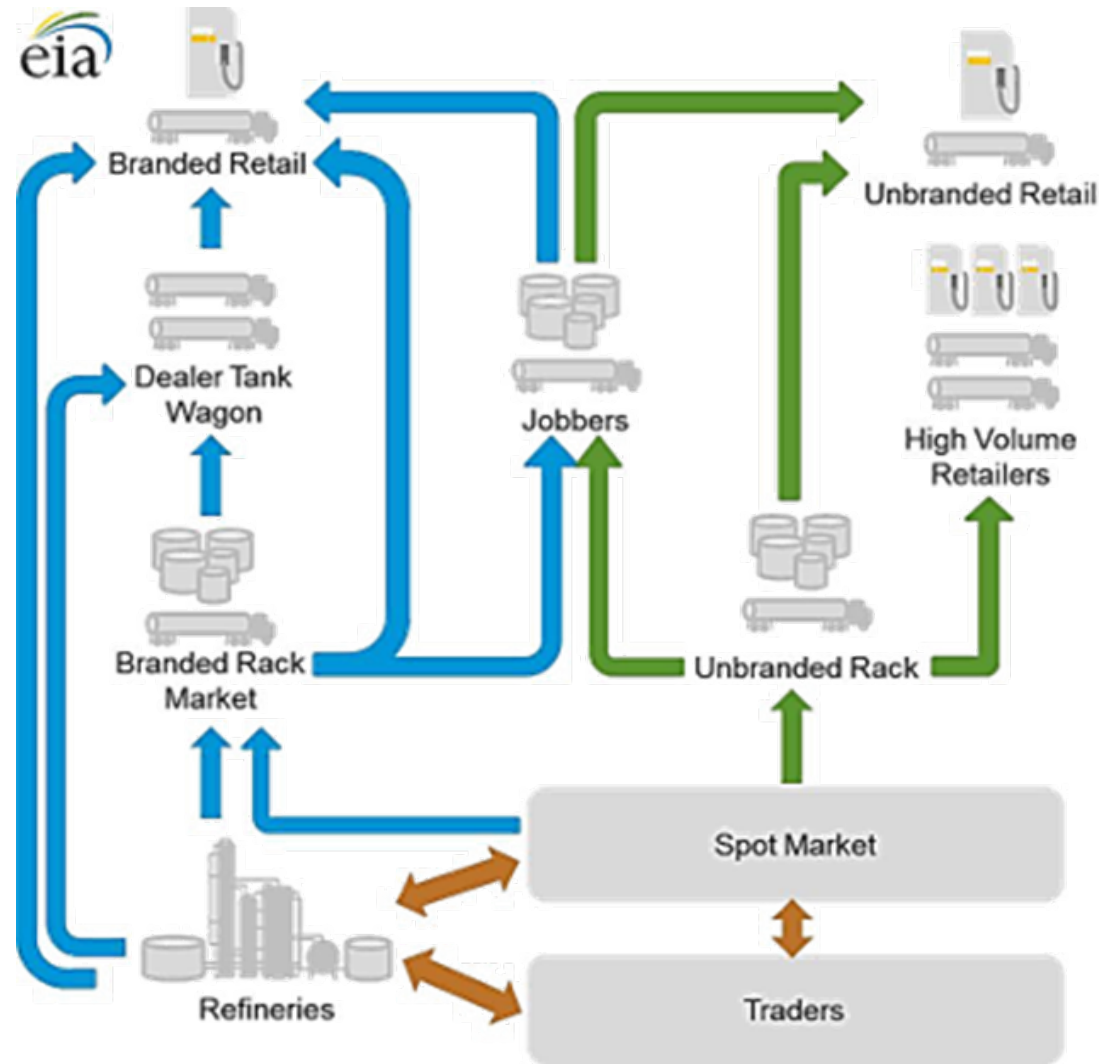 eia
Branded Retail
Unbranded Retail
Dealer Tank
Wagon
Jobbers
High Volume
Retailers
Branded Rack
Market
Unbranded Rack
Spot Market
Refineries
Traders